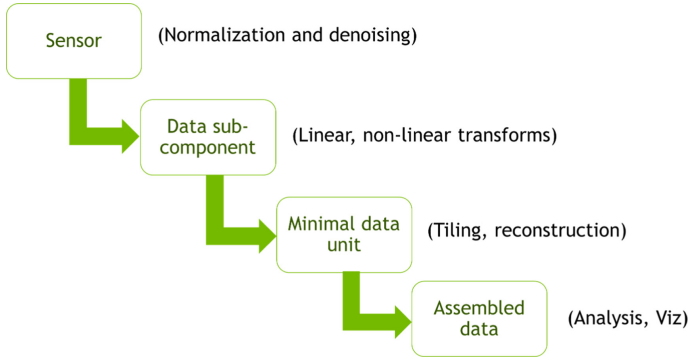 Sensor
(Normalization and denoising)
Data sub-
component
(Linear, non-linear transforms)
Minimal data
unit
(Tiling, reconstruction)
Assembled
data
(Analysis, Viz)